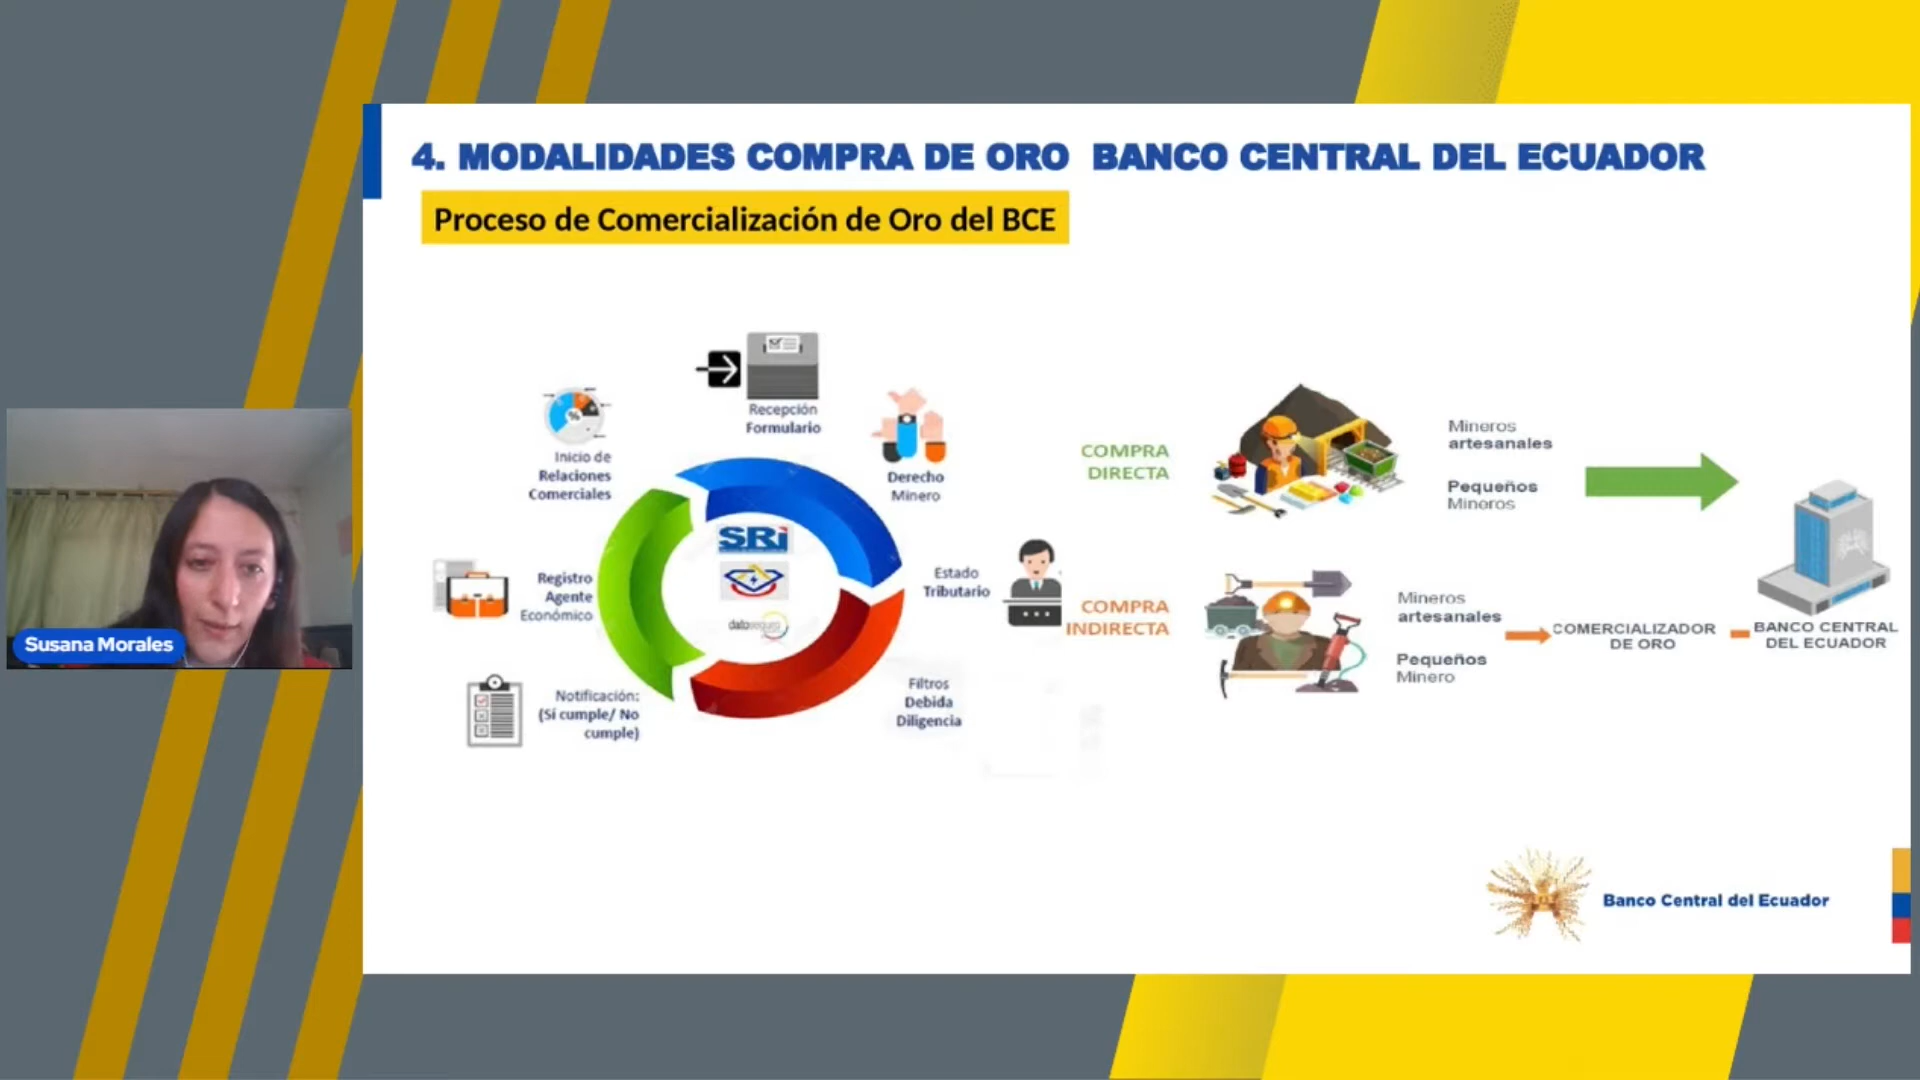 4. MODALIDADES COMPRA DE ORO BANCO CENTRAL DEL ECUADOR
Proceso de Comercialización de Oro del BCE
Recepción
Formulario
Derecho
Minero
Estado
Tributario
Filtros
Debida
Diligencia
Notificación:
(Sí cumple/ No
cumple)
Registro
Agente
Económico
Inicio de
Relaciones
Comerciales
%
SRi
datoseguro
COMPRA
DIRECTA
Mineros
artesanales
Pequeños
Mineros
COMPRA
INDIRECTA
Mineros
artesanales
Pequeños
Minero
COMERCIALIZADOR
DE ORO
BANCO CENTRAL
DEL ECUADOR
Susana Morales
Banco Central del Ecuador